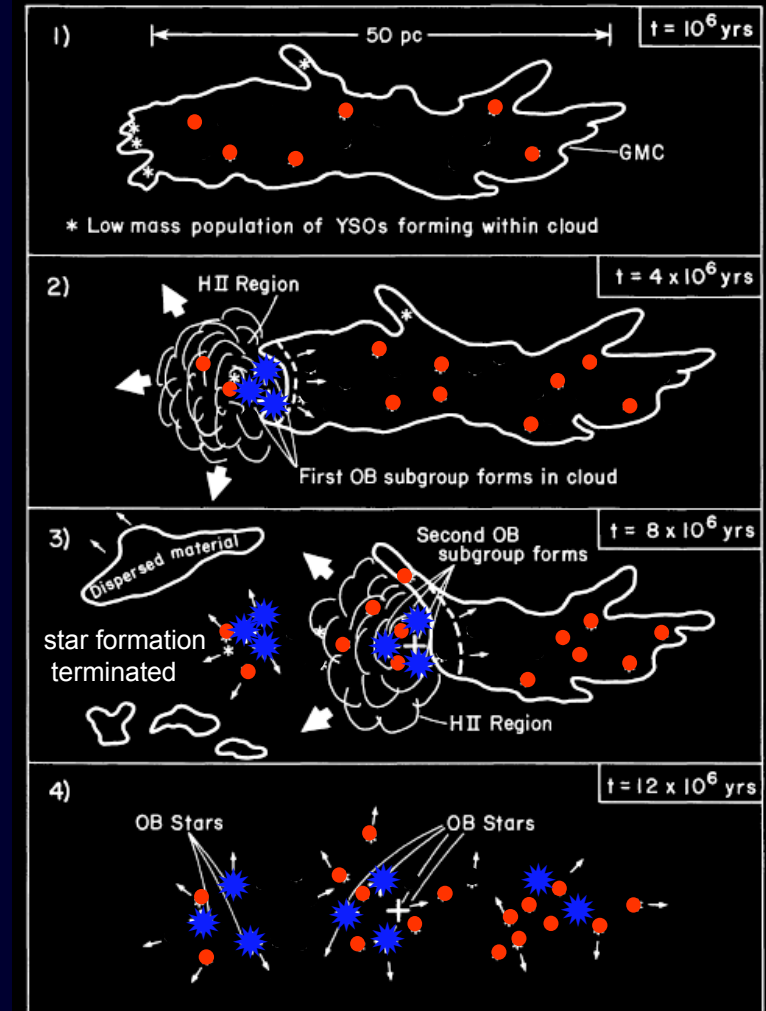 1)
50 pc
t = 10⁶ yrs
GMC
* Low mass population of YSOs forming within cloud
2)
HII Region
t = 4 x 10⁶ yrs
First OB subgroup forms in cloud
3)
Dispersed material
Second OB
subgroup forms
t = 8 x 10⁶ yrs
star formation
terminated
HII Region
4)
t = 12 x 10⁶ yrs
OB Stars
OB Stars